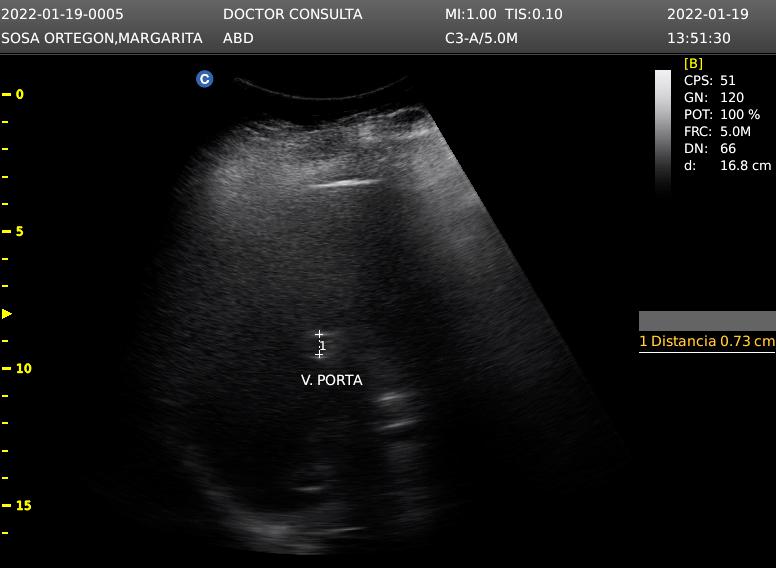 2022-01-19-0005 DOCTOR CONSULTA MI:1.00 TIS:0.10 2022-01-19
SOSA ORTEGON,MARGARITA ABD C3-A/5.0M 13:51:30
C
[B]
CPS: 51
GN: 120
POT: 100 %
FRC: 5.0M
DN: 66
d: 16.8 cm
0
5
10
15
1
V. PORTA
1 Distancia 0.73 cm